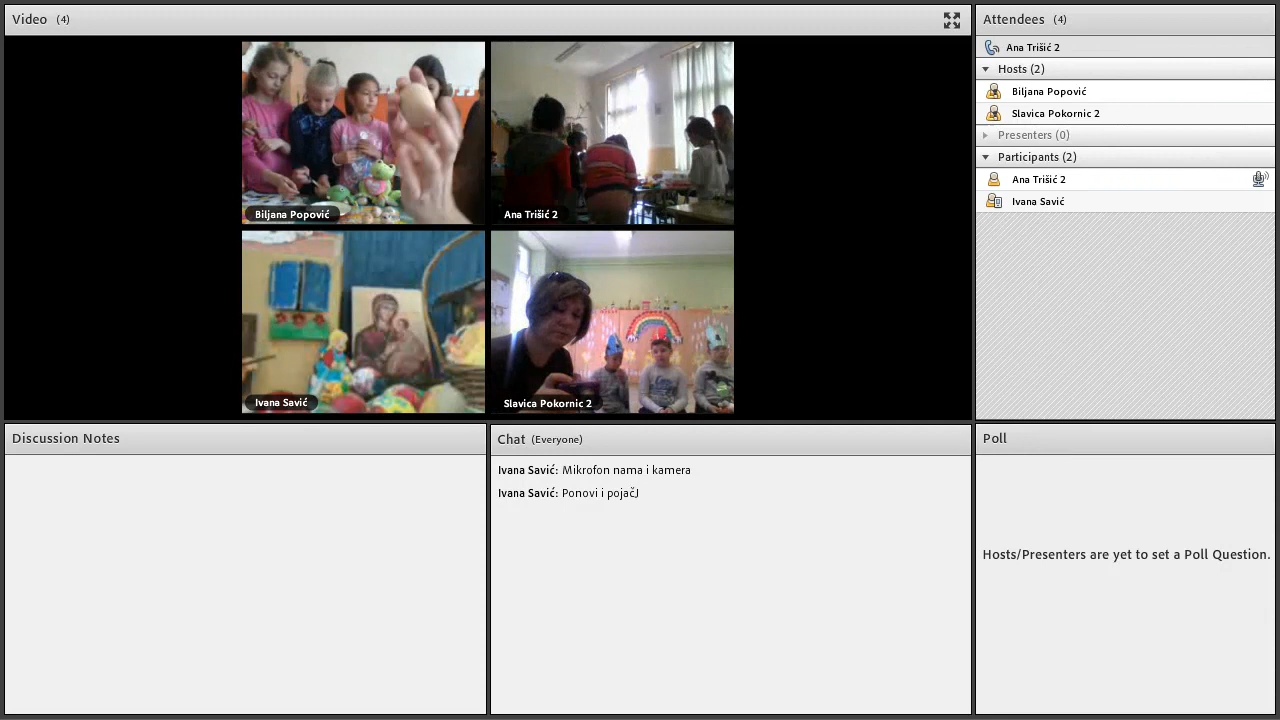 Video (4)
Biljana Popović
Ana Trišić 2
Ivana Savić
Slavica Pokornic 2
Attendees (4)
Ana Trišić 2
Hosts (2)
Biljana Popović
Slavica Pokornic 2
Presenters (0)
Participants (2)
Ana Trišić 2
Ivana Savić
Discussion Notes
Chat (Everyone)
Ivana Savić: Mikrofon nama i kamera
Ivana Savić: Ponovi i pojačJ
Poll
Hosts/Presenters are yet to set a Poll Question.